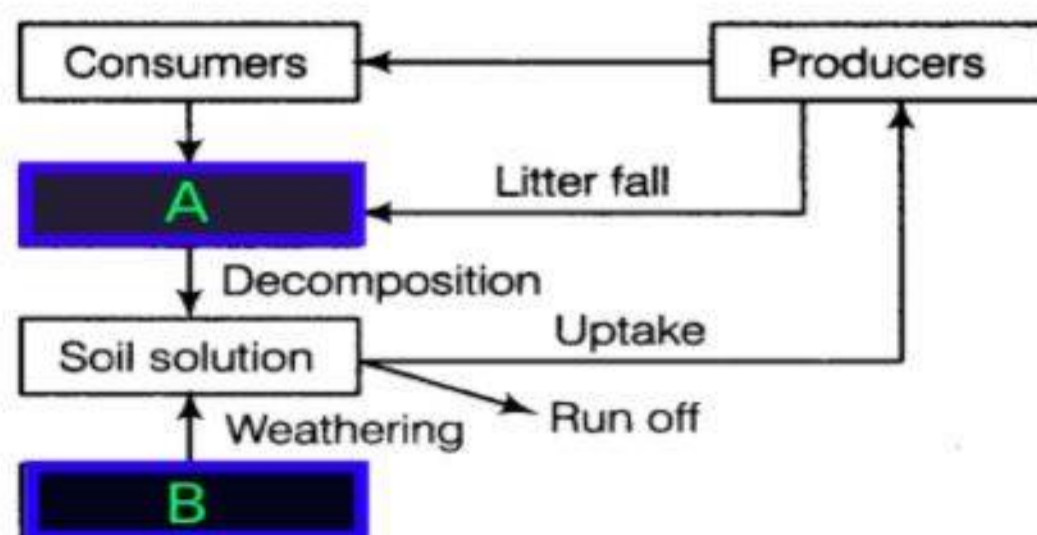 Consumers
Producers
A
Litter fall
Decomposition
Uptake
Soil solution
Run off
Weathering
B